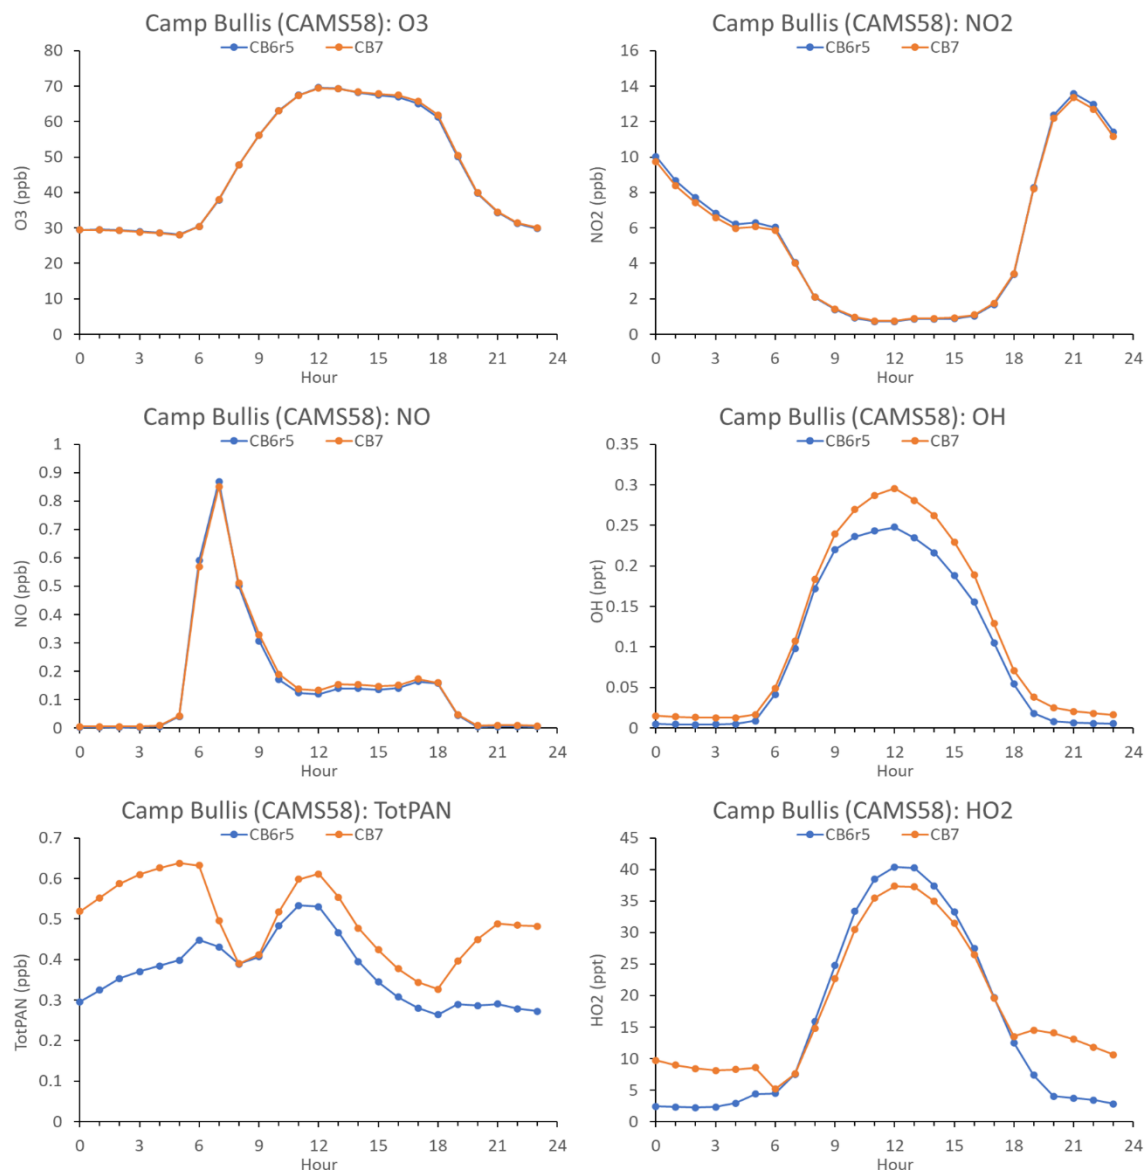 Camp Bullis (CAMS58): O3
CB6r5 CB7
80
70
60
50
40
30
20
10
0
O3 (ppb)
0 3 6 9 12 15 18 21 24
Hour
Camp Bullis (CAMS58): NO2
CB6r5 CB7
16
14
12
10
8
6
4
2
0
NO2 (ppb)
0 3 6 9 12 15 18 21 24
Hour
Camp Bullis (CAMS58): NO
CB6r5 CB7
1
0.9
0.8
0.7
0.6
0.5
0.4
0.3
0.2
0.1
0
NO (ppb)
0 3 6 9 12 15 18 21 24
Hour
Camp Bullis (CAMS58): OH
CB6r5 CB7
0.35
0.3
0.25
0.2
0.15
0.1
0.05
0
OH (ppt)
0 3 6 9 12 15 18 21 24
Hour
Camp Bullis (CAMS58): TotPAN
CB6r5 CB7
0.7
0.6
0.5
0.4
0.3
0.2
0.1
0
TotPAN (ppb)
0 3 6 9 12 15 18 21 24
Hour
Camp Bullis (CAMS58): HO2
CB6r5 CB7
45
40
35
30
25
20
15
10
5
0
HO2 (ppt)
0 3 6 9 12 15 18 21 24
Hour